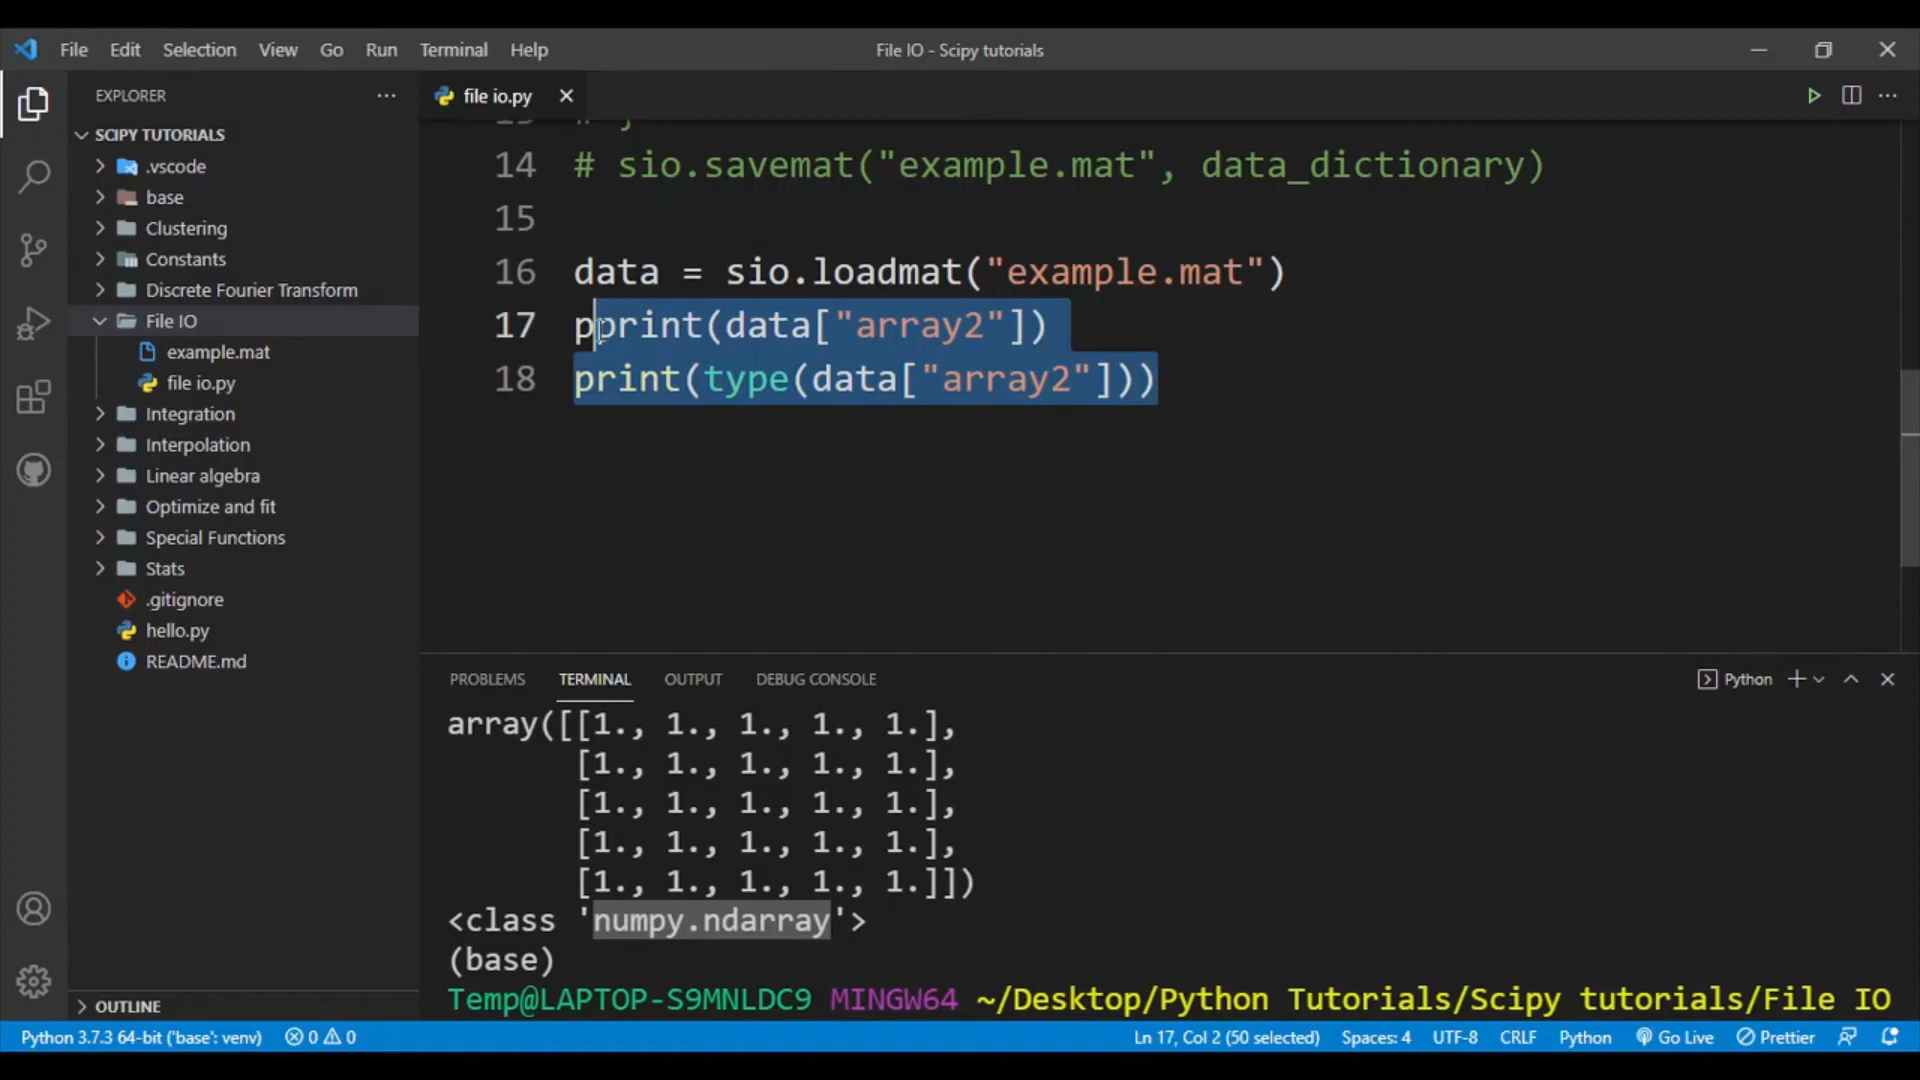 File Edit Selection View Go Run Terminal Help File IO - Scipy tutorials
EXPLORER
file io.py
SCIPY TUTORIALS
.vscode
base
Clustering
Constants
Discrete Fourier Transform
File IO
example.mat
file io.py
Integration
Interpolation
Linear algebra
Optimize and fit
Special Functions
Stats
.gitignore
hello.py
README.md
OUTLINE
14 # sio.savemat("example.mat", data_dictionary)
15
16 data = sio.loadmat("example.mat")
17 pprint(data["array2"])
18 print(type(data["array2"]))
PROBLEMS TERMINAL OUTPUT DEBUG CONSOLE Python
array([[1., 1., 1., 1., 1.],
[1., 1., 1., 1., 1.],
[1., 1., 1., 1., 1.],
[1., 1., 1., 1., 1.],
[1., 1., 1., 1., 1.]])
<class 'numpy.ndarray'>
(base)
Temp@LAPTOP-S9MNLDC9 MINGW64 ~/Desktop/Python Tutorials/Scipy tutorials/File IO
Python 3.7.3 64-bit ('base': venv) 0 0 Ln 17, Col 2 (50 selected) Spaces: 4 UTF-8 CRLF Python Go Live Prettier